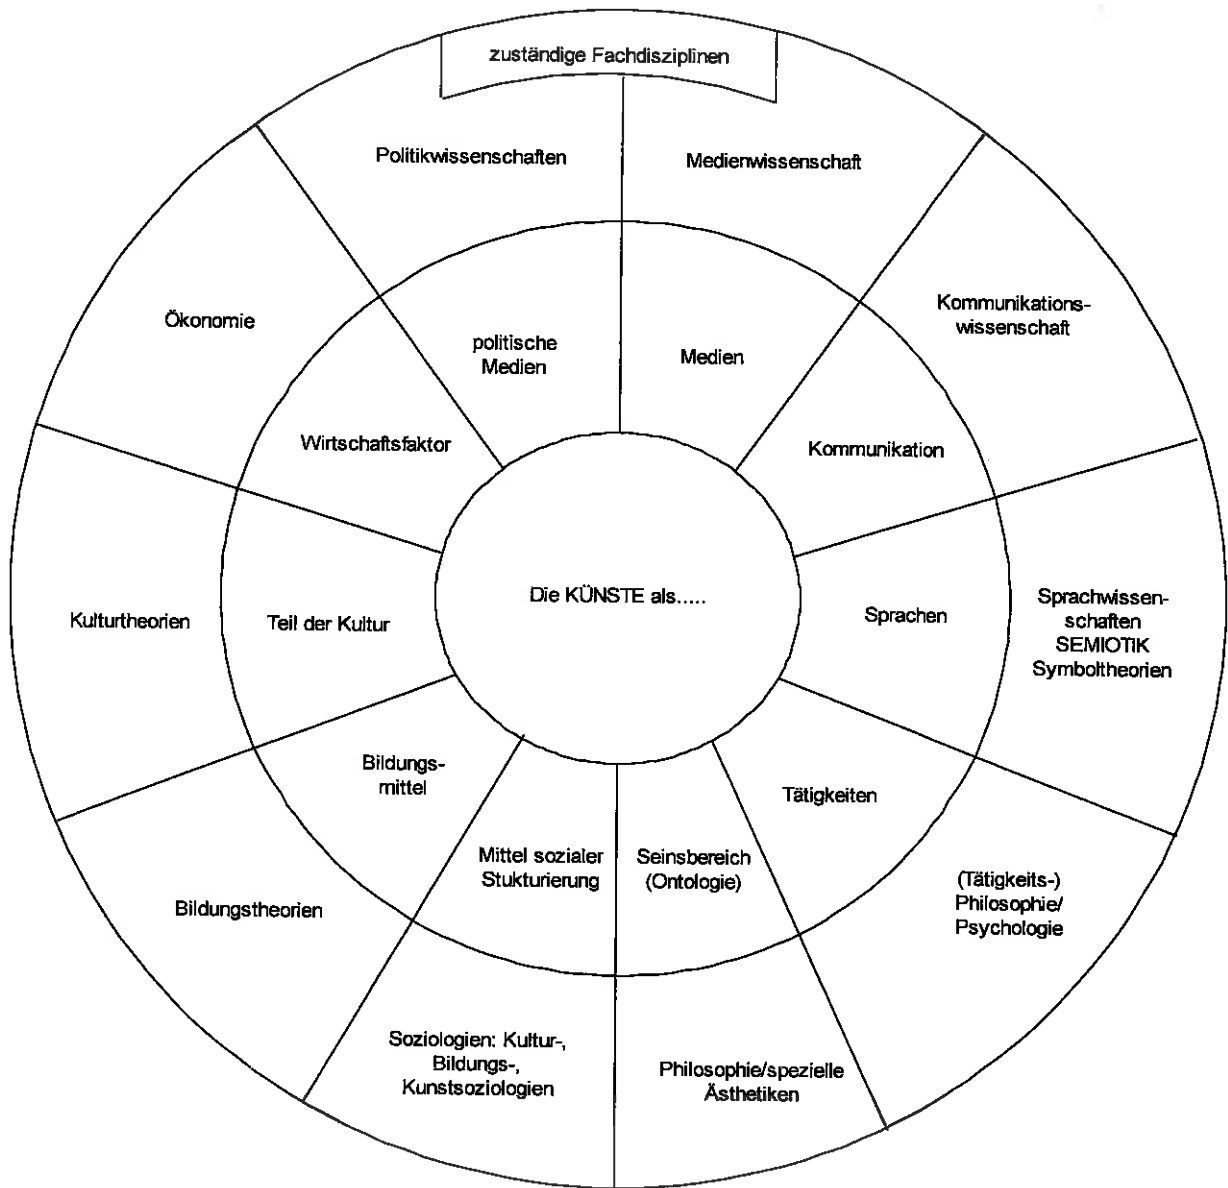 zuständige Fachdisziplinen
Politikwissenschaften
Medienwissenschaft
Kommunikations-
wissenschaft
Ökonomie
politische
Medien
Medien
Wirtschaftsfaktor
Kommunikation
Die KÜNSTE als.....
Kulturtheorien
Teil der Kultur
Sprachen
Sprachwissen-
schaften
SEMIOTIK
Symboltheorien
Bildungs-
mittel
Tätigkeiten
Mittel sozialer
Stukturierung
Seinsbereich
(Ontologie)
Bildungstheorien
(Tätigkeits-)
Philosophie/
Psychologie
Soziologien: Kultur-,
Bildungs-,
Kunstsoziologien
Philosophie/spezielle
Ästhetiken